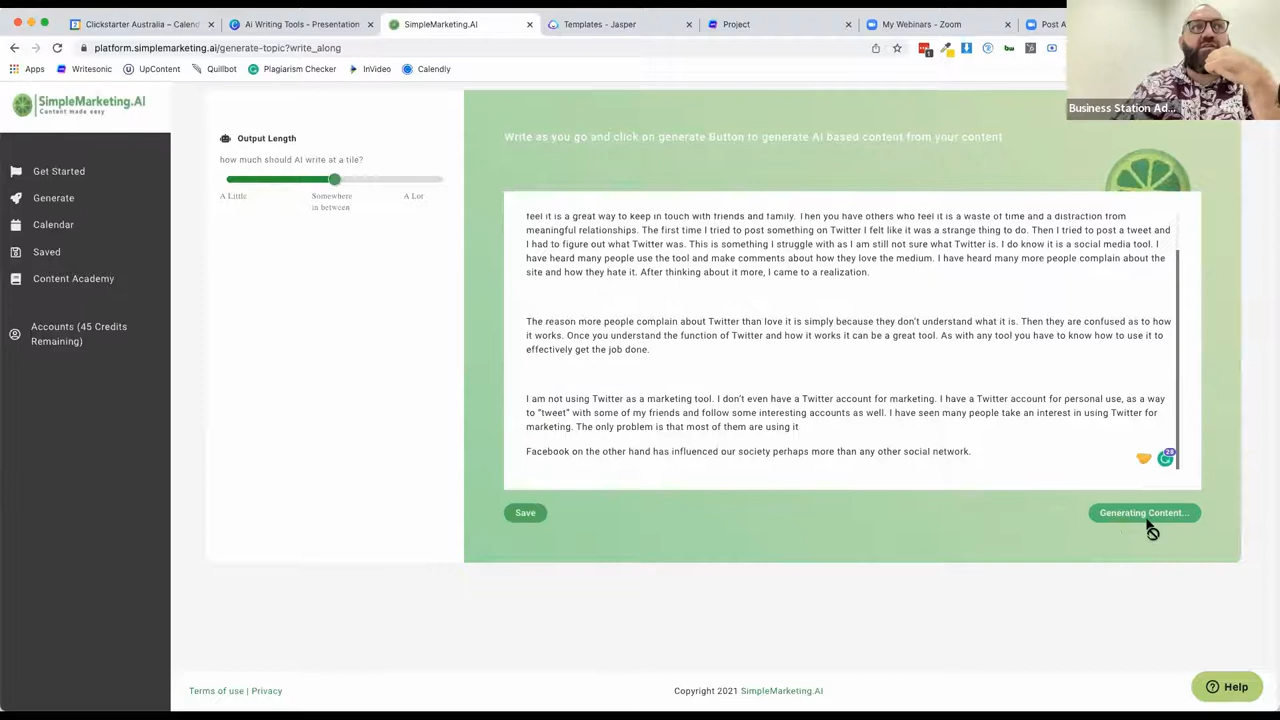 Clickstarter Australia – Calend
Ai Writing Tools – Presentation
SimpleMarketing.AI
Templates - Jasper
Project
My Webinars - Zoom
Post A
platform.simplemarketing.ai/generate-topic?write_along
Apps
Writesonic
UpContent
Quillbot
Plagiarism Checker
InVideo
Calendly
Business Station Ad...
SimpleMarketing.AI
Content made easy
Get Started
Generate
Calendar
Saved
Content Academy
Accounts (45 Credits
Remaining)
Output Length
how much should AI write at a time?
A Little
Somewhere
in between
A Lot
Write as you go and click on generate Button to generate AI based content from your content
feel it is a great way to keep in touch with friends and family. Then you have others who feel it is a waste of time and a distraction from
meaningful relationships. The first time I tried to post something on Twitter I felt like it was a strange thing to do. Then I tried to post a tweet and
I had to figure out what Twitter was. This is something I struggle with as I am still not sure what Twitter is. I do know it is a social media tool. I
have heard many people use the tool and make comments about how they love the medium. I have heard many more people complain about the
site and how they hate it. After thinking about it more, I came to a realization.
The reason more people complain about Twitter than love it is simply because they don't understand what it is. Then they are confused as to how
it works. Once you understand the function of Twitter and how it works it can be a great tool. As with any tool you have to know how to use it to
effectively get the job done.
I am not using Twitter as a marketing tool. I don't even have a Twitter account for marketing. I have a Twitter account for personal use, as a way
to "tweet" with some of my friends and follow some interesting accounts as well. I have seen many people take an interest in using Twitter for
marketing. The only problem is that most of them are using it
Facebook on the other hand has influenced our society perhaps more than any other social network.
28
Save
Generating Content...
Terms of use | Privacy
Copyright 2021 SimpleMarketing.AI
Help